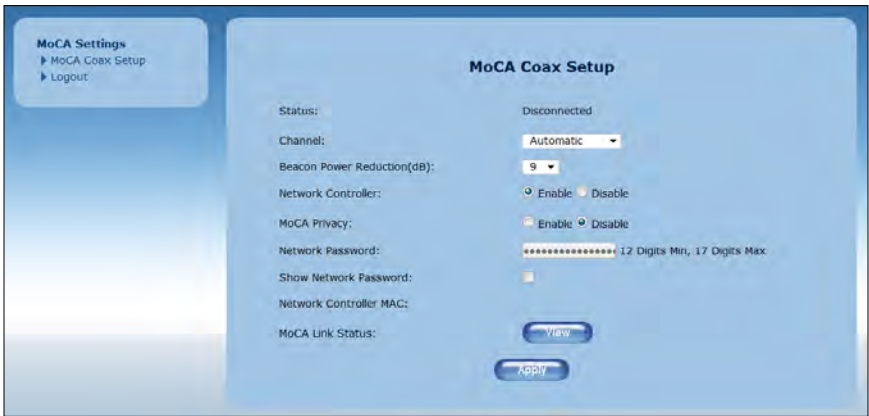 MoCA Settings
MoCA Coax Setup
Logout
MoCA Coax Setup
Status: Disconnected
Channel: Automatic
Beacon Power Reduction(dB): 9
Network Controller: Enable Disable
MoCA Privacy: Enable Disable
Network Password: 12 Digits Min, 17 Digits Max
Show Network Password:
Network Controller MAC:
MoCA Link Status: View
Apply